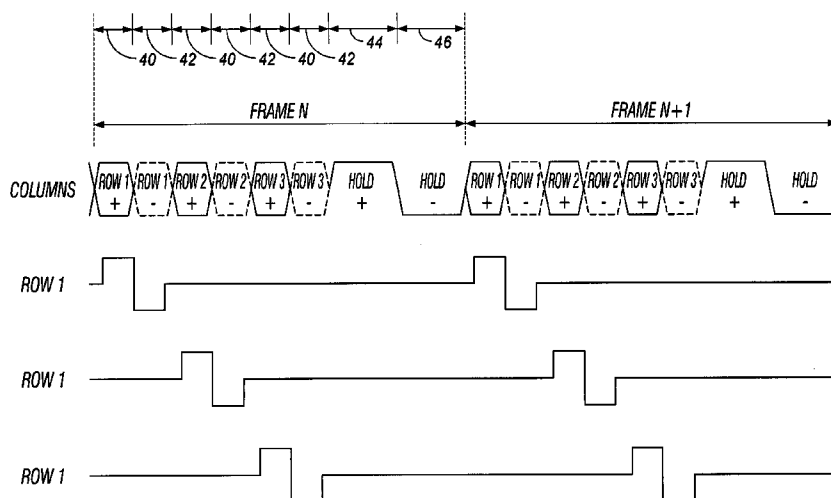 40 42 40 42 40 42 44 46
FRAME N FRAME N+1
COLUMNS ROW 1 + ROW 1 - ROW 2 + ROW 2 - ROW 3 + ROW 3 - HOLD + HOLD - ROW 1 + ROW 1 - ROW 2 + ROW 2 - ROW 3 + ROW 3 - HOLD + HOLD -
ROW 1
ROW 1
ROW 1